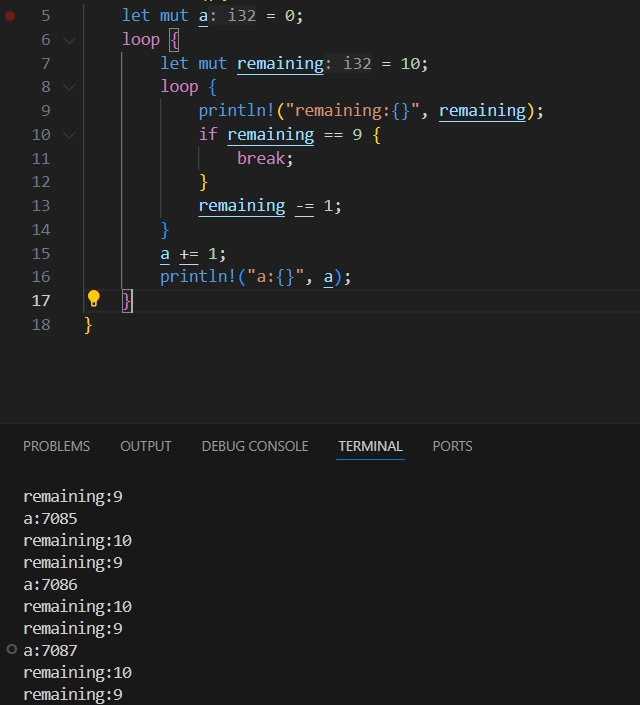 5 let mut a: i32 = 0;
6 loop {
7 let mut remaining: i32 = 10;
8 loop {
9 println!("remaining:{}", remaining);
10 if remaining == 9 {
11 break;
12 }
13 remaining -= 1;
14 }
15 a += 1;
16 println!("a:{}", a);
17 }
18 }
PROBLEMS OUTPUT DEBUG CONSOLE TERMINAL PORTS
remaining:9
a:7085
remaining:10
remaining:9
a:7086
remaining:10
remaining:9
a:7087
remaining:10
remaining:9